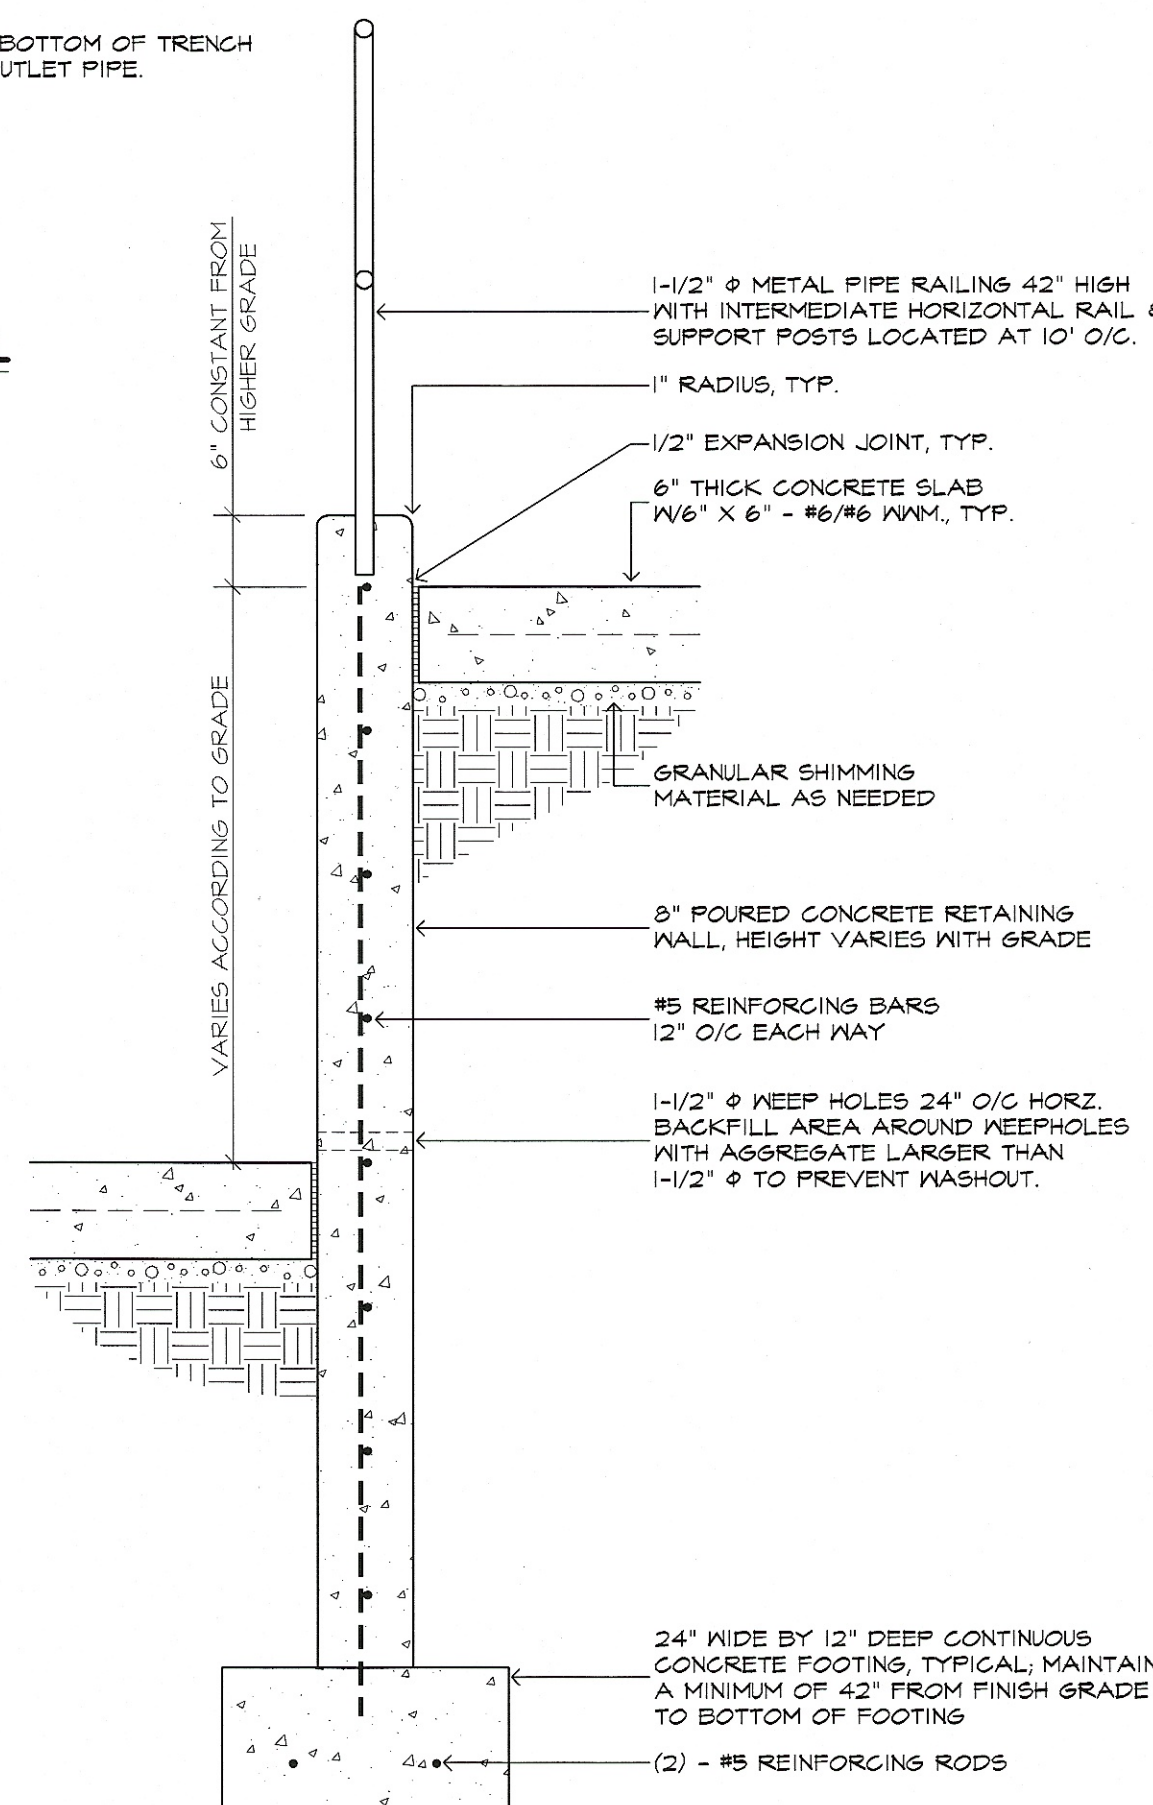 BOTTOM OF TRENCH
UTLET PIPE.
6" CONSTANT FROM
HIGHER GRADE
1-1/2" Φ METAL PIPE RAILING 42" HIGH
WITH INTERMEDIATE HORIZONTAL RAIL &
SUPPORT POSTS LOCATED AT 10' O/C.
1" RADIUS, TYP.
1/2" EXPANSION JOINT, TYP.
6" THICK CONCRETE SLAB
W/6" X 6" - #6/#6 WWM., TYP.
VARIES ACCORDING TO GRADE
GRANULAR SHIMMING
MATERIAL AS NEEDED
8" POURED CONCRETE RETAINING
WALL, HEIGHT VARIES WITH GRADE
#5 REINFORCING BARS
12" O/C EACH WAY
1-1/2" Φ WEEP HOLES 24" O/C HORZ.
BACKFILL AREA AROUND WEEPHOLES
WITH AGGREGATE LARGER THAN
1-1/2" Φ TO PREVENT WASHOUT.
24" WIDE BY 12" DEEP CONTINUOUS
CONCRETE FOOTING, TYPICAL; MAINTAIN
A MINIMUM OF 42" FROM FINISH GRADE
TO BOTTOM OF FOOTING
(2) - #5 REINFORCING RODS